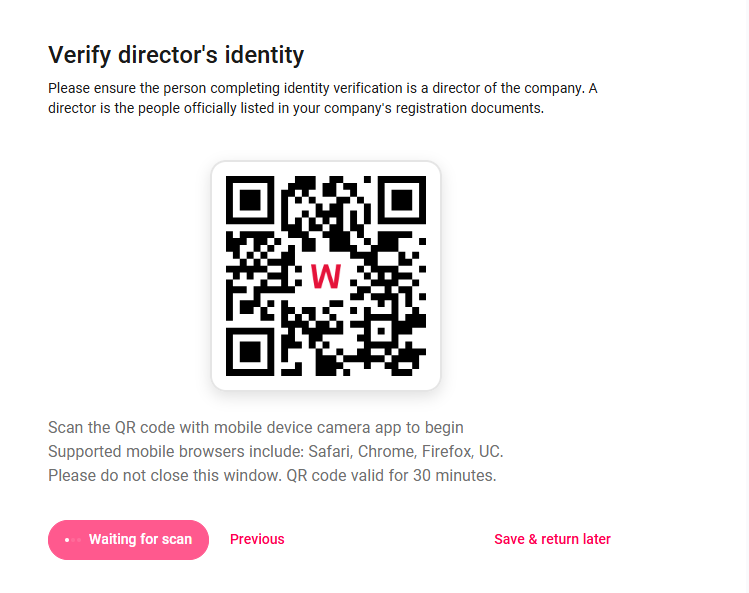 Verify director's identity
Please ensure the person completing identity verification is a director of the company. A
director is the people officially listed in your company's registration documents.
W
Scan the QR code with mobile device camera app to begin
Supported mobile browsers include: Safari, Chrome, Firefox, UC.
Please do not close this window. QR code valid for 30 minutes.
Waiting for scan Previous Save & return later